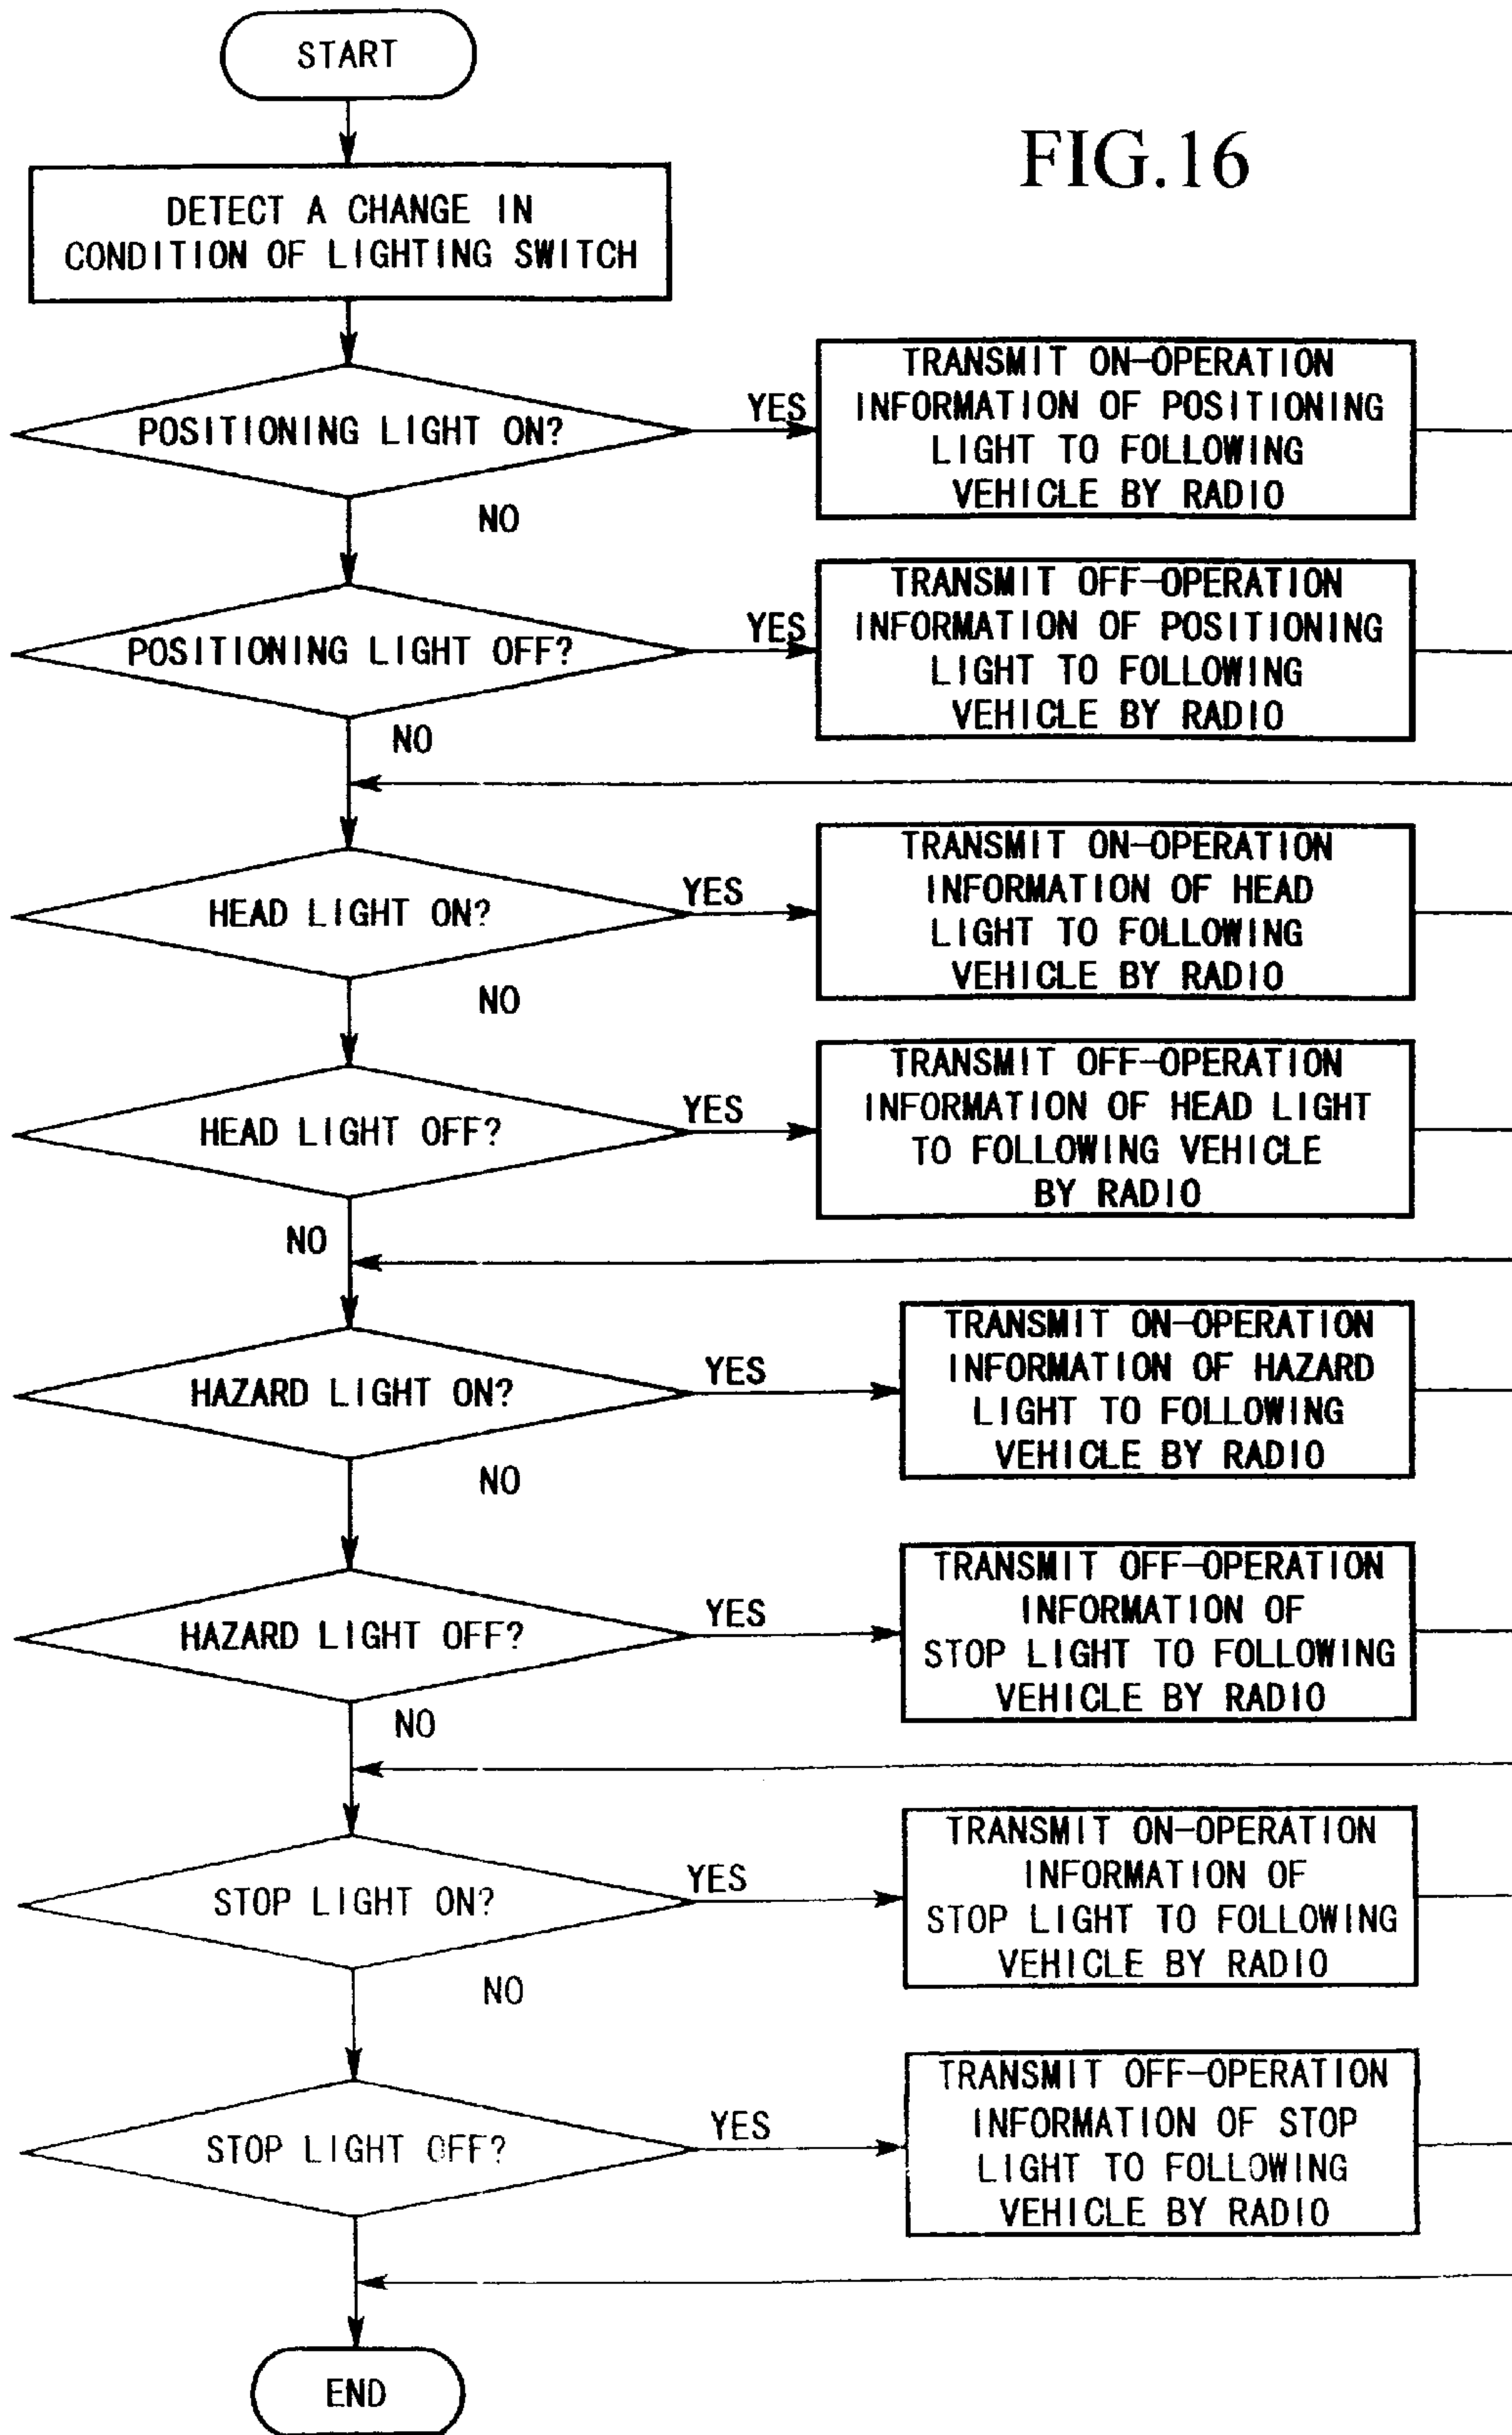 START
FIG.16
DETECT A CHANGE IN
CONDITION OF LIGHTING SWITCH
POSITIONING LIGHT ON?
YES
TRANSMIT ON-OPERATION
INFORMATION OF POSITIONING
LIGHT TO FOLLOWING
VEHICLE BY RADIO
NO
POSITIONING LIGHT OFF?
YES
TRANSMIT OFF-OPERATION
INFORMATION OF POSITIONING
LIGHT TO FOLLOWING
VEHICLE BY RADIO
NO
HEAD LIGHT ON?
YES
TRANSMIT ON-OPERATION
INFORMATION OF HEAD
LIGHT TO FOLLOWING
VEHICLE BY RADIO
NO
HEAD LIGHT OFF?
YES
TRANSMIT OFF-OPERATION
INFORMATION OF HEAD LIGHT
TO FOLLOWING VEHICLE
BY RADIO
NO
HAZARD LIGHT ON?
YES
TRANSMIT ON-OPERATION
INFORMATION OF HAZARD
LIGHT TO FOLLOWING
VEHICLE BY RADIO
NO
HAZARD LIGHT OFF?
YES
TRANSMIT OFF-OPERATION
INFORMATION OF
STOP LIGHT TO FOLLOWING
VEHICLE BY RADIO
NO
STOP LIGHT ON?
YES
TRANSMIT ON-OPERATION
INFORMATION OF
STOP LIGHT TO FOLLOWING
VEHICLE BY RADIO
NO
STOP LIGHT OFF?
YES
TRANSMIT OFF-OPERATION
INFORMATION OF STOP
LIGHT TO FOLLOWING
VEHICLE BY RADIO
END